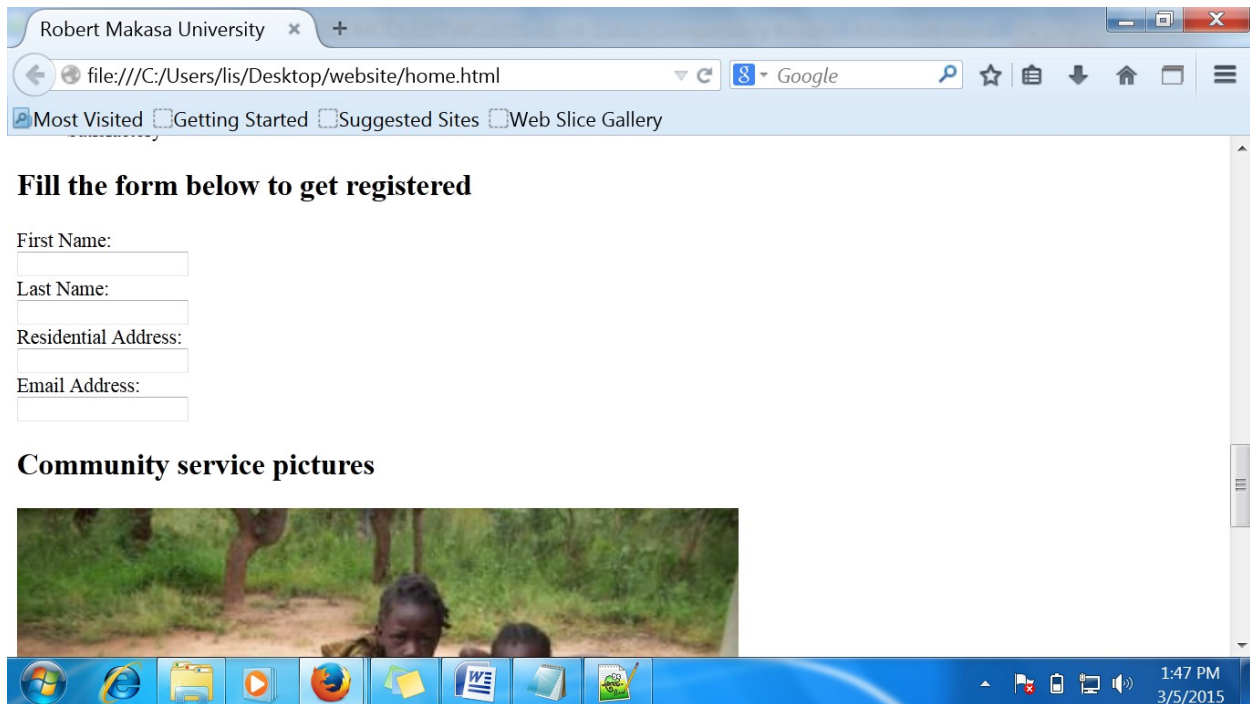 Robert Makasa University
file:///C:/Users/lis/Desktop/website/home.html
Google
Most Visited Getting Started Suggested Sites Web Slice Gallery
Fill the form below to get registered
First Name:
Last Name:
Residential Address:
Email Address:
Community service pictures
1:47 PM
3/5/2015